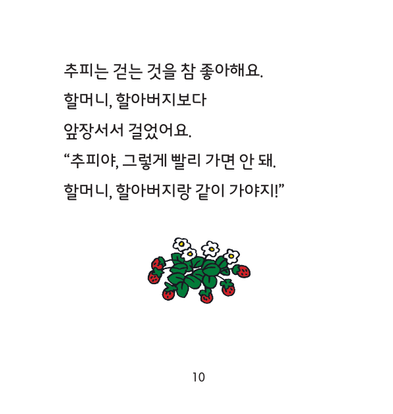 추피는 걷는 것을 참 좋아해요.
할머니, 할아버지보다
앞장서서 걸었어요.
“추피야, 그렇게 빨리 가면 안 돼.
할머니, 할아버지랑 같이 가야지!”
10